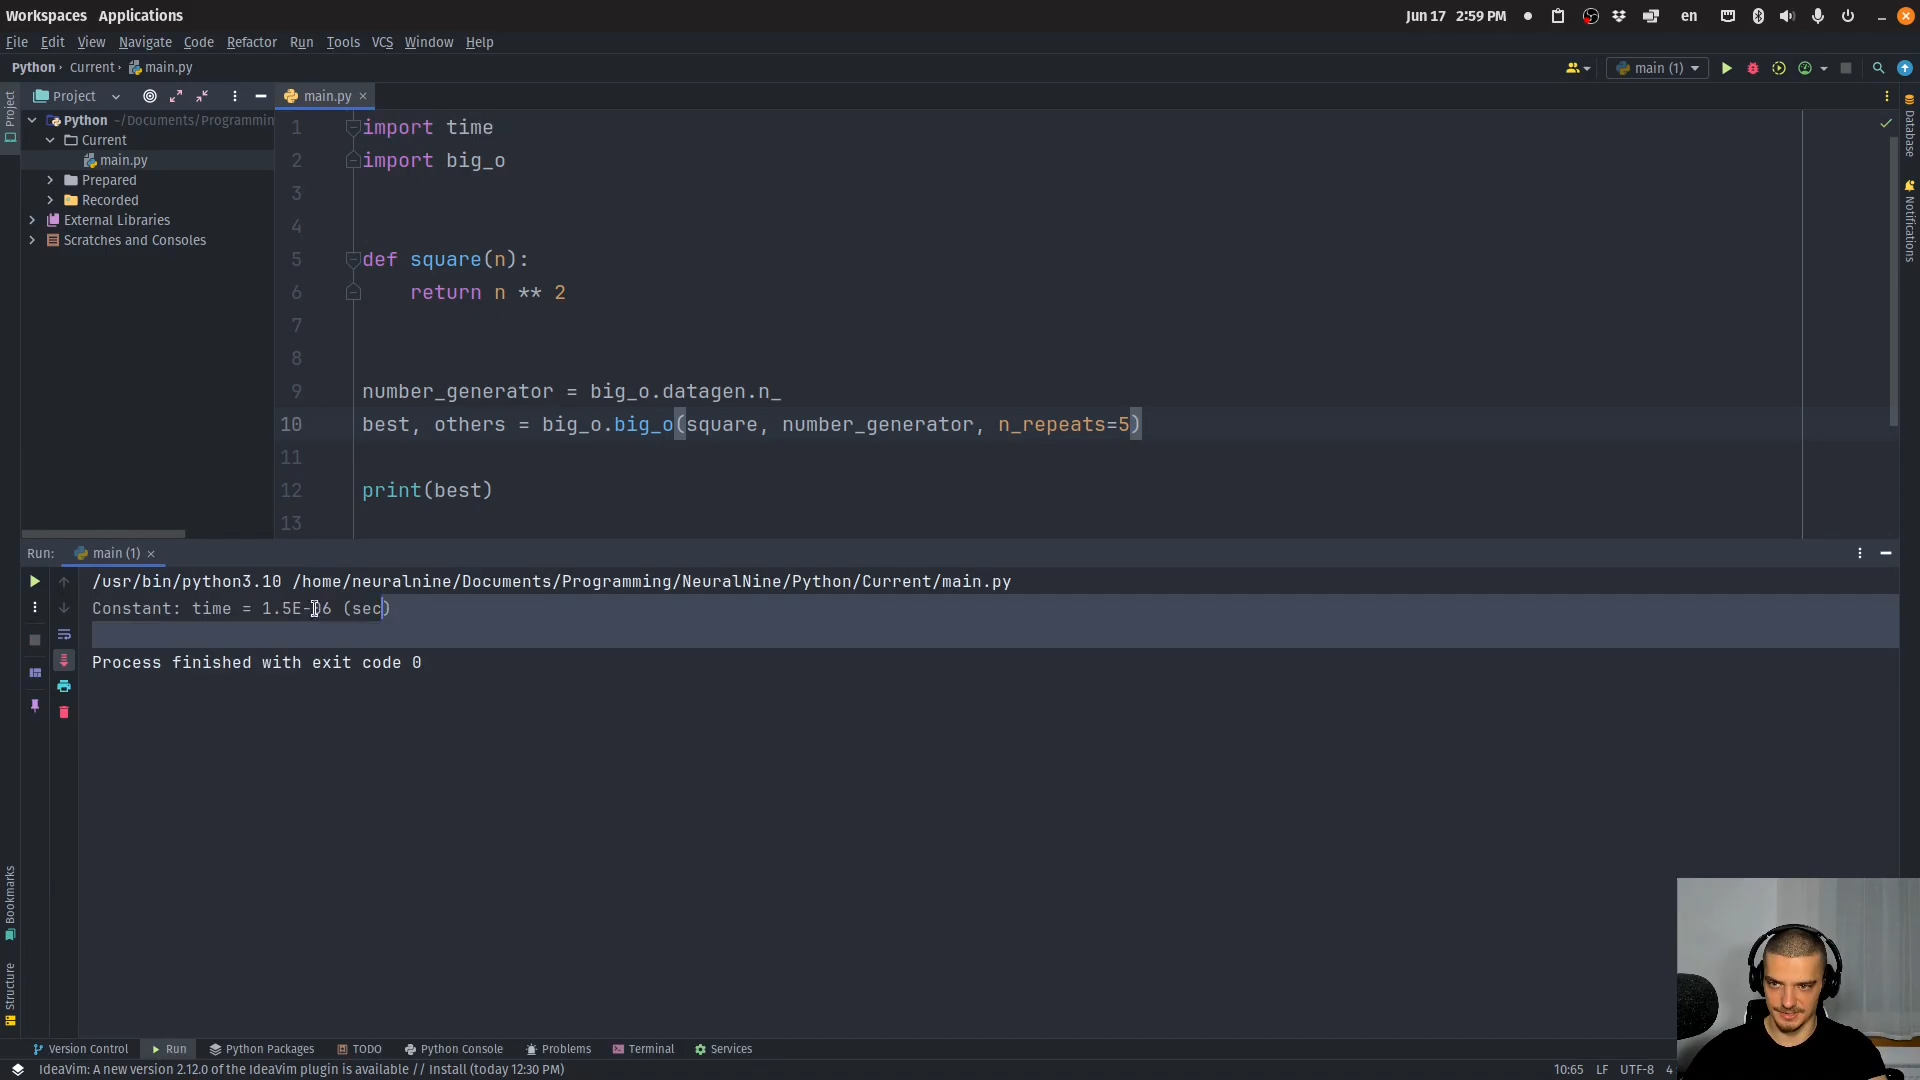 Workspaces Applications
Jun 17 2:59 PM
en
File Edit View Navigate Code Refactor Run Tools VCS Window Help
Python Current main.py
main (1)
Project
main.py
Python ~/Documents/Programmin
Current
main.py
Prepared
Recorded
External Libraries
Scratches and Consoles
1 import time
2 import big_o
3
4
5 def square(n):
6 return n ** 2
7
8
9 number_generator = big_o.datagen.n_
10 best, others = big_o.big_o(square, number_generator, n_repeats=5)
11
12 print(best)
13
Project
Database
Notifications
Run: main (1)
/usr/bin/python3.10 /home/neuralnine/Documents/Programming/NeuralNine/Python/Current/main.py
Constant: time = 1.5E-06 (sec)
Process finished with exit code 0
Bookmarks
Structure
Version Control Run Python Packages TODO Python Console Problems Terminal Services
IdeaVim: A new version 2.12.0 of the IdeaVim plugin is available // Install (today 12:30 PM)
10:65 LF UTF-8 4